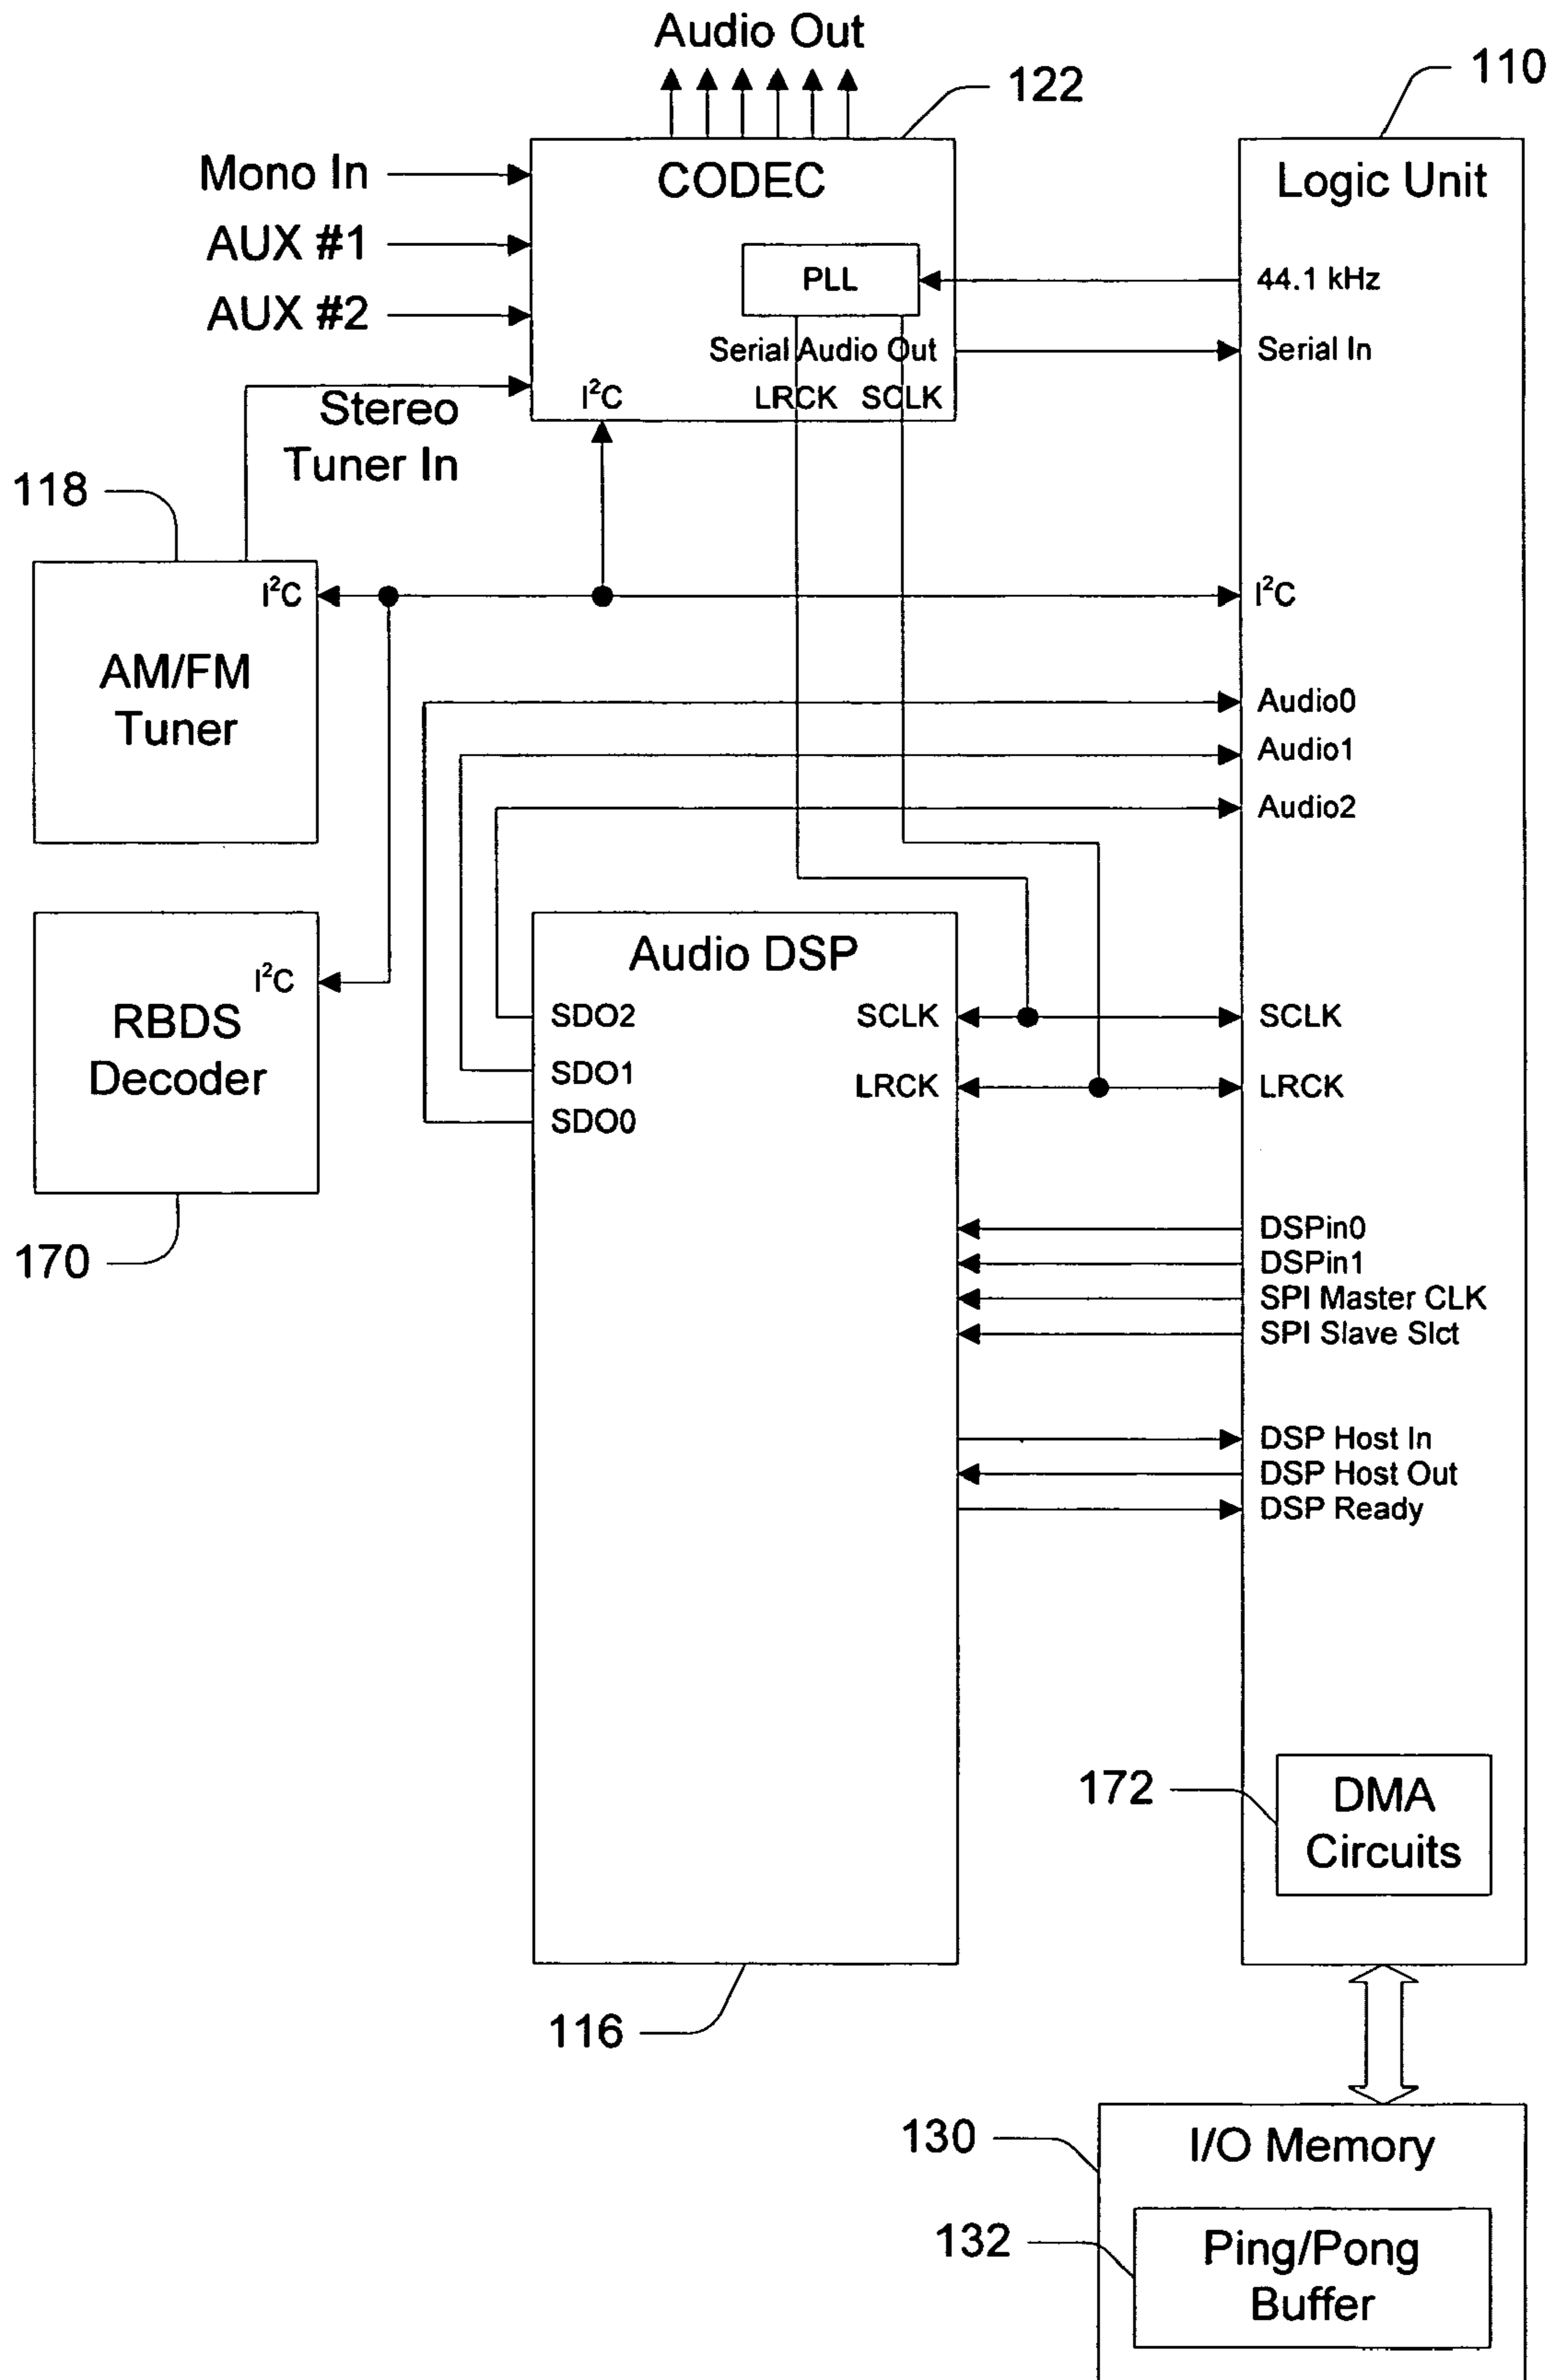 Audio Out
122
110
Mono In
CODEC
Logic Unit
AUX #1
PLL
44.1 kHz
AUX #2
Serial Audio Out
Serial In
I²C
LRCK
SCLK
Stereo
Tuner In
118
I²C
I²C
AM/FM
Tuner
Audio0
Audio1
Audio2
Audio DSP
I²C
RBDS
Decoder
SDO2
SCLK
SCLK
SDO1
LRCK
LRCK
SDO0
170
DSPin0
DSPin1
SPI Master CLK
SPI Slave Slct
DSP Host In
DSP Host Out
DSP Ready
172
DMA
Circuits
116
130
I/O Memory
132
Ping/Pong
Buffer